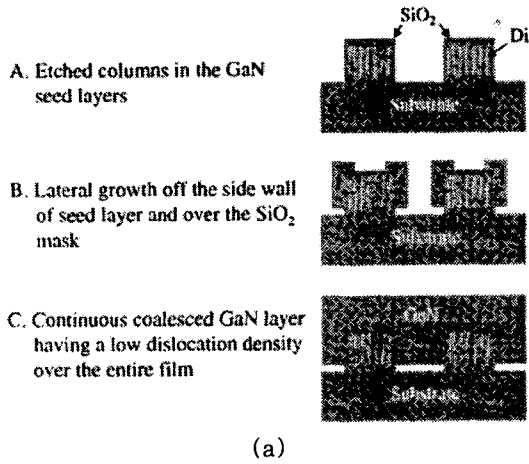 SiO₂
Di
A. Etched columns in the GaN
seed layers
Substrate
B. Lateral growth off the side wall
of seed layer and over the SiO₂
mask
Substrate
GaN
C. Continuous coalesced GaN layer
having a low dislocation density
over the entire film
Substrate
(a)